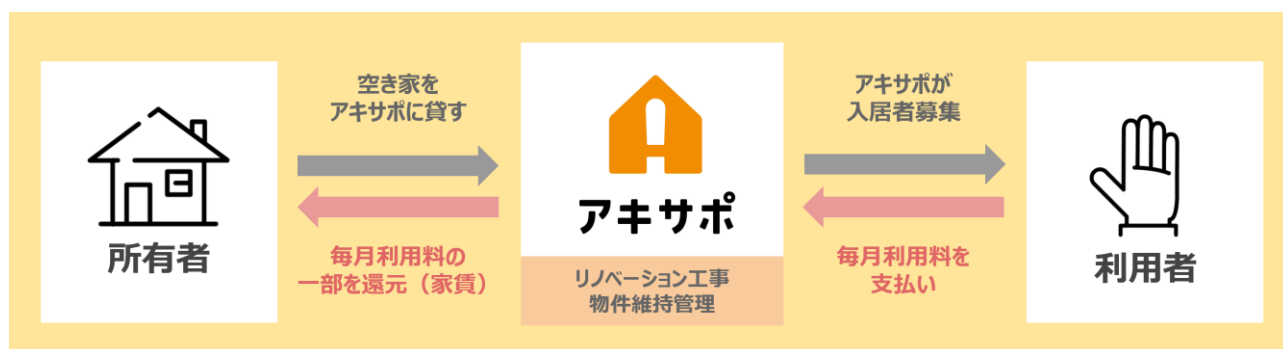 所有者
空き家を
アキサポに貸す
毎月利用料の
一部を還元（家賃）
アキサポ
リノベーション工事
物件維持管理
アキサポが
入居者募集
毎月利用料を
支払い
利用者